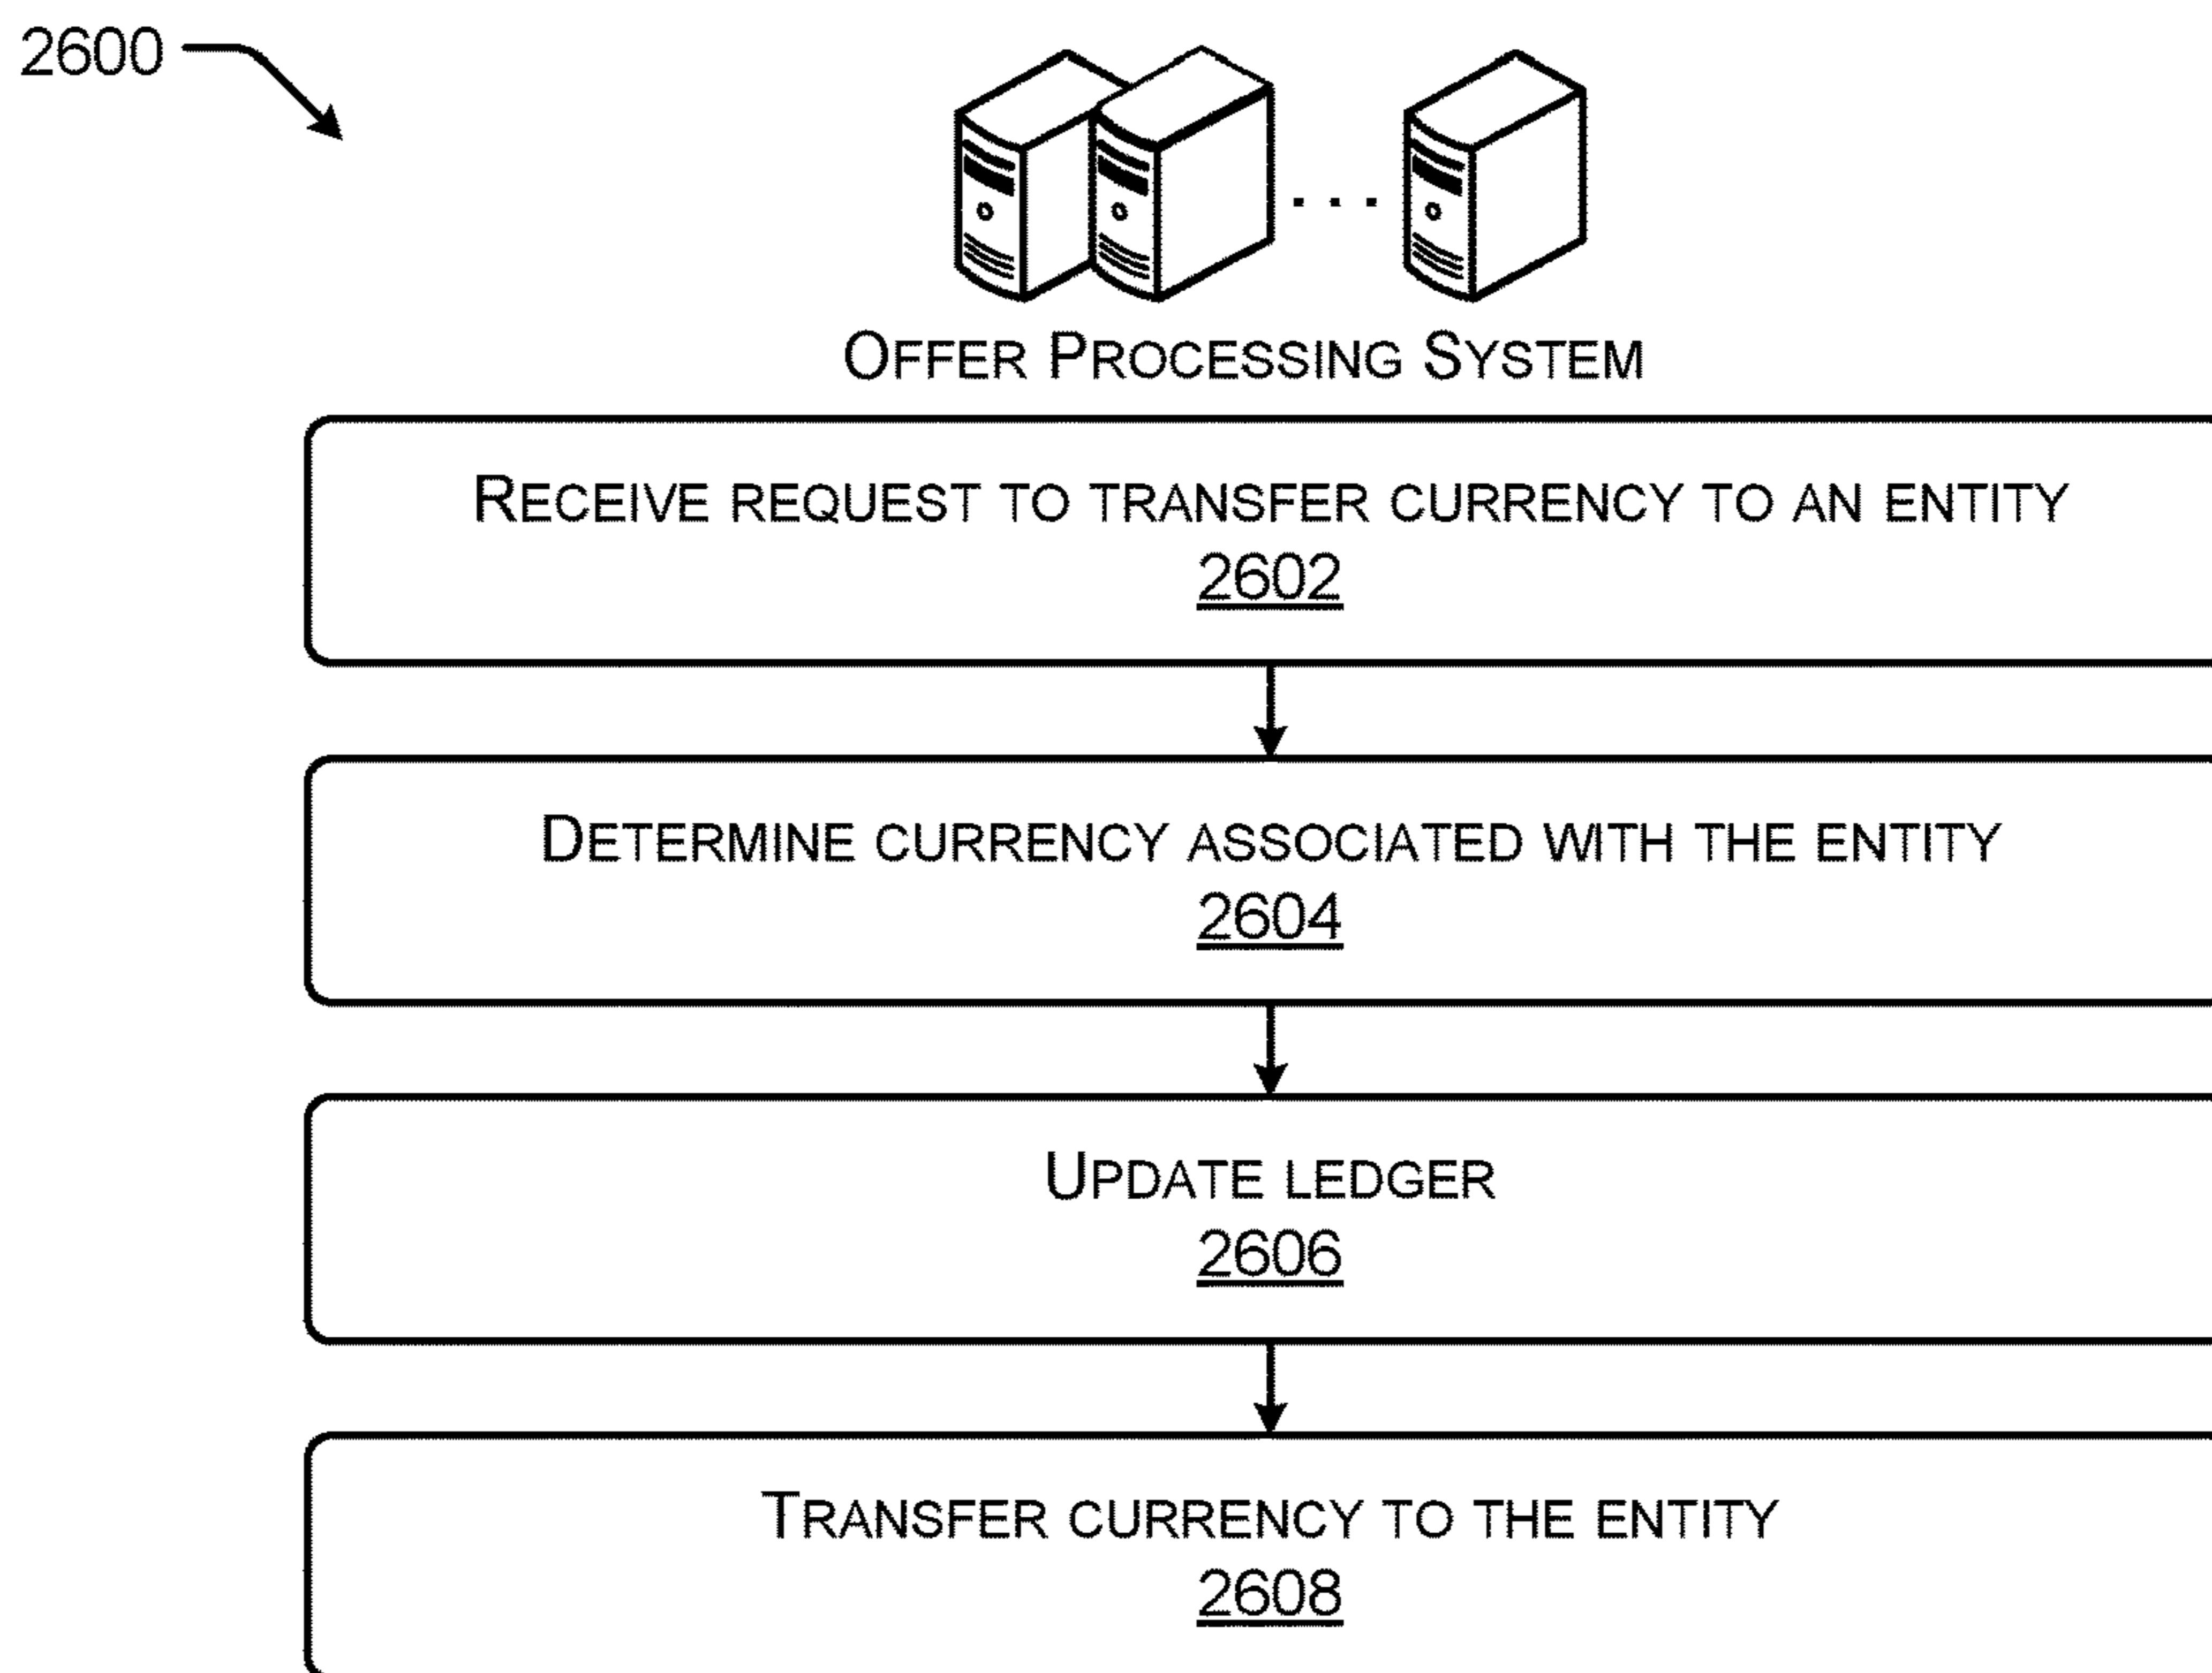 2600
OFFER PROCESSING SYSTEM
RECEIVE REQUEST TO TRANSFER CURRENCY TO AN ENTITY
2602
DETERMINE CURRENCY ASSOCIATED WITH THE ENTITY
2604
UPDATE LEDGER
2606
TRANSFER CURRENCY TO THE ENTITY
2608